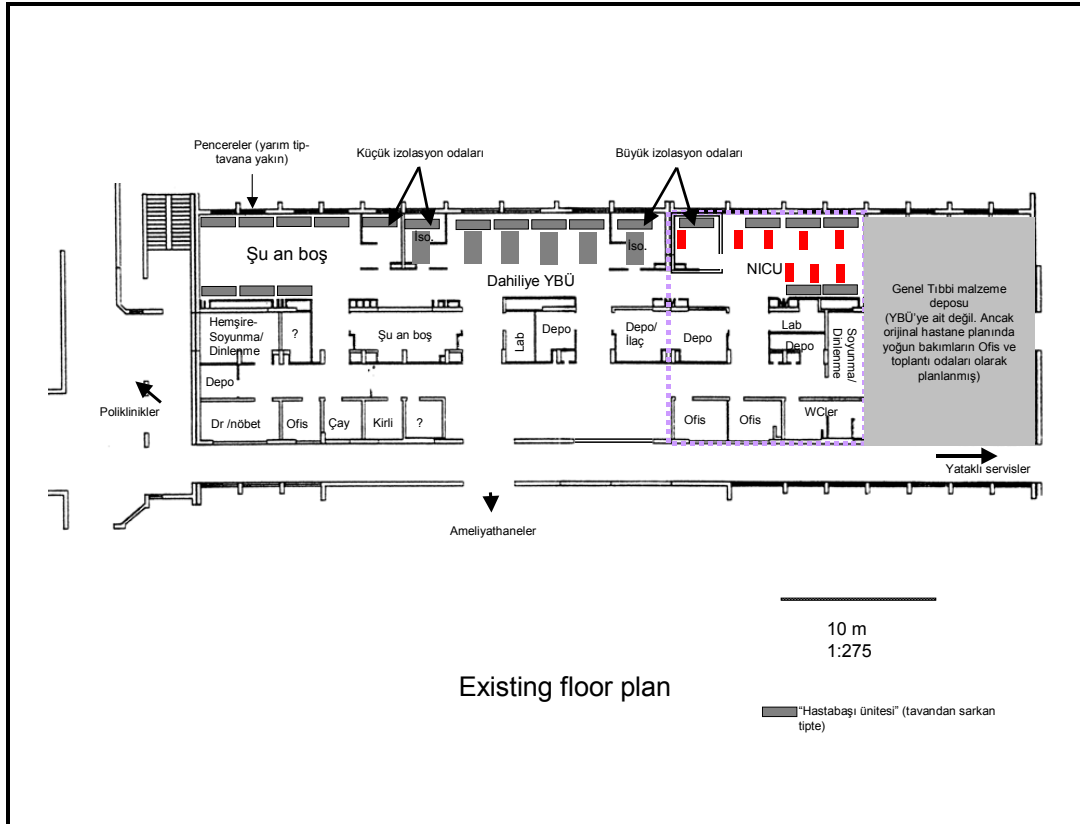 Pencereler (yarım tip-
tavana yakın)
Küçük izolasyon odaları
Büyük izolasyon odaları
Şu an boş
İso.
İso.
Dahiliye YBÜ
NICU
Genel Tıbbi malzeme
deposu
(YBÜ'ye ait değil. Ancak
orijinal hastane planında
yoğun bakımların Ofis ve
toplantı odaları olarak
planlanmış)
Hemşire-
Soyunma/
Dinlenme
?
Şu an boş
Lab
Depo
Depo/
İlaç
Depo
Lab
Depo
Soyunma/
Dinlenme
Depo
Poliklinikler
Dr /nöbet
Ofis
Çay
Kirli
?
Ofis
Ofis
WCler
Yataklı servisler
Ameliyathaneler
10 m
1:275
Existing floor plan
"Hastabaşı ünitesi" (tavandan sarkan
tipte)